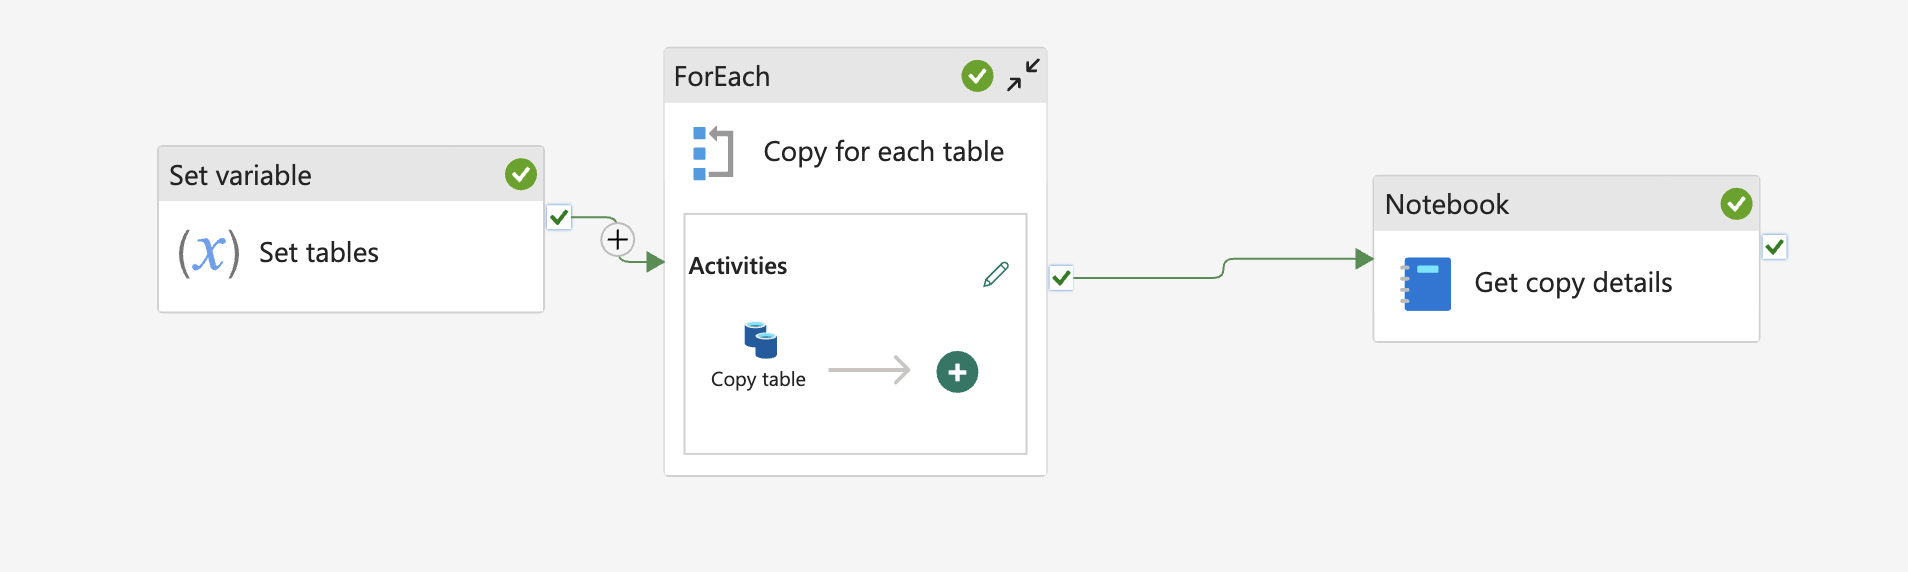 Set variable
(x) Set tables
ForEach
Copy for each table
Activities
Copy table
Notebook
Get copy details